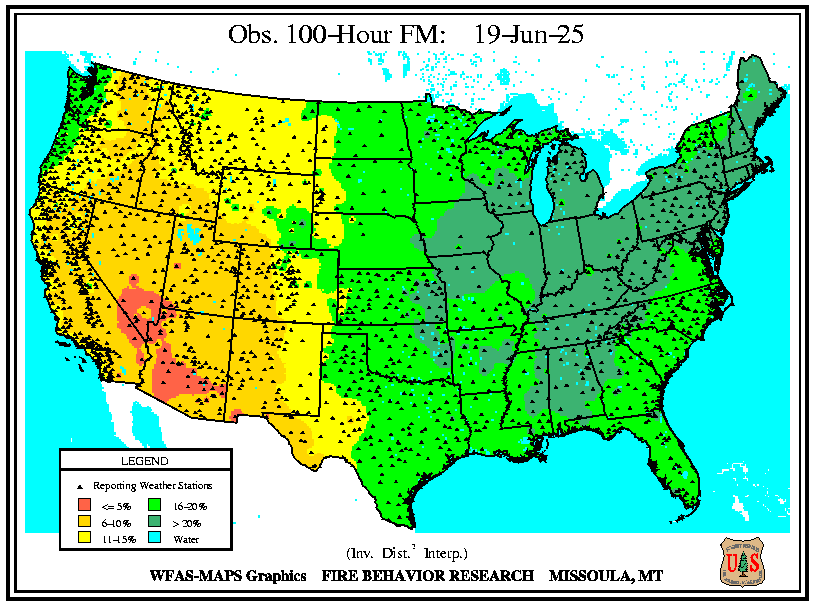 Obs. 100-Hour FM: 19-Jun-25
LEGEND
Reporting Weather Stations
<= 5% 16-20%
6-10% > 20%
11-15% Water
(Inv. Dist.² Interp.)
WFAS-MAPS Graphics FIRE BEHAVIOR RESEARCH MISSOULA, MT
U S